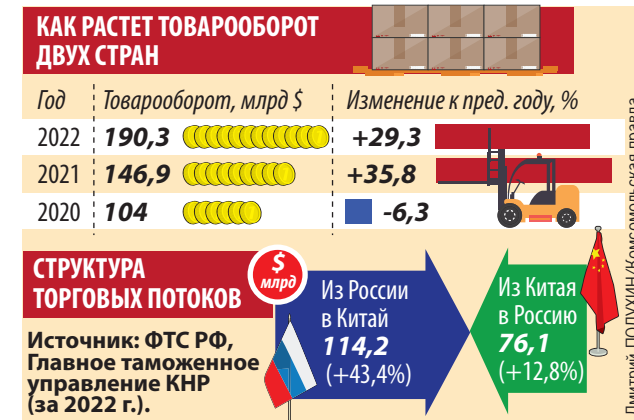 КАК РАСТЕТ ТОВАРООБОРОТ
ДВУХ СТРАН
Год Товарооборот, млрд $ Изменение к пред. году, %
2022 190,3 +29,3
2021 146,9 +35,8
2020 104 -6,3
СТРУКТУРА
ТОРГОВЫХ ПОТОКОВ
$
млрд
Источник: ФТС РФ,
Главное таможенное
управление КНР
(за 2022 г.).
Из России
в Китай
114,2
(+43,4%)
Из Китая
в Россию
76,1
(+12,8%)
Дмитрий ПОЛУХИН/Комсомольская правда